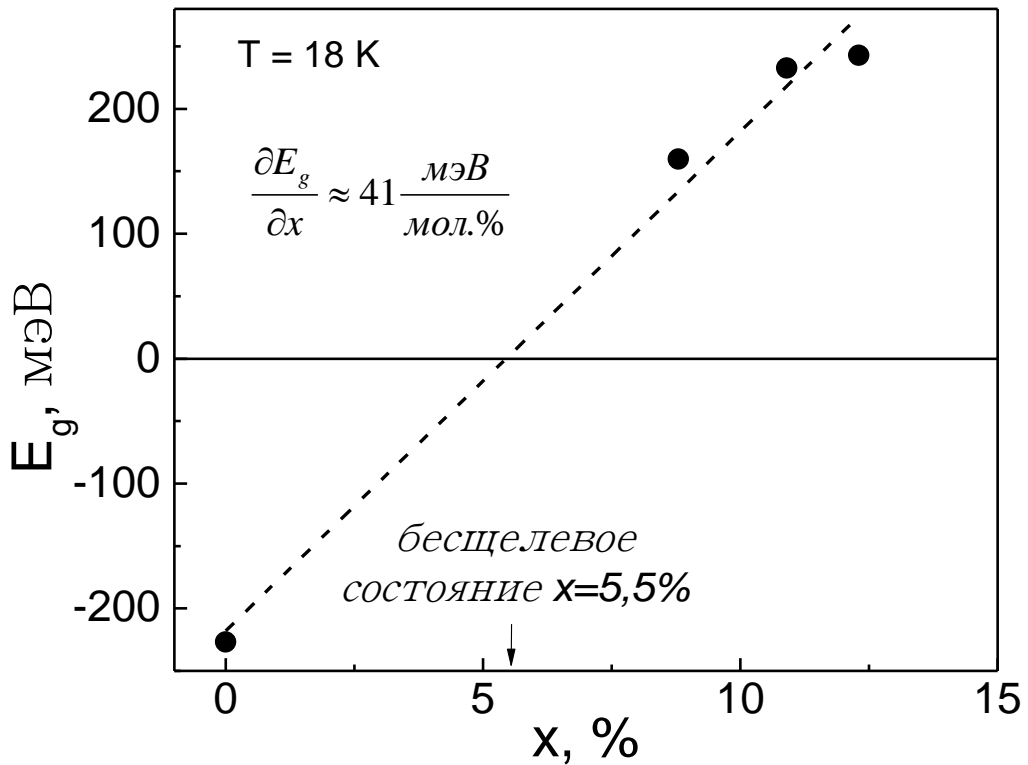 T = 18 K
∂E_g/∂x ≈ 41 мэВ/мол.%
E_g, мэВ
200
100
0
-100
-200
бесщелевое
состояние x=5,5%
0 5 10 15
x, %